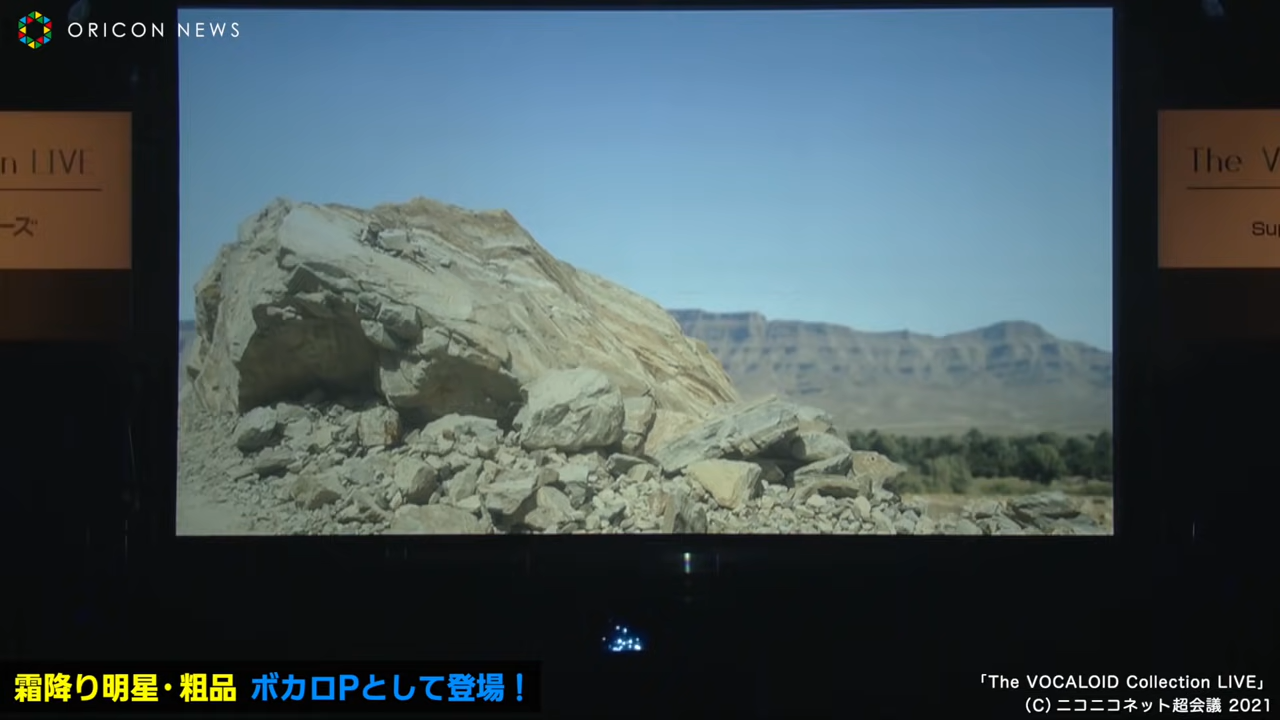 ORICON NEWS
n LIVE
ーズ
The V
Su
霜降り明星・粗品 ボカロPとして登場！
「The VOCALOID Collection LIVE」
（C）ニコニコネット超会議 2021